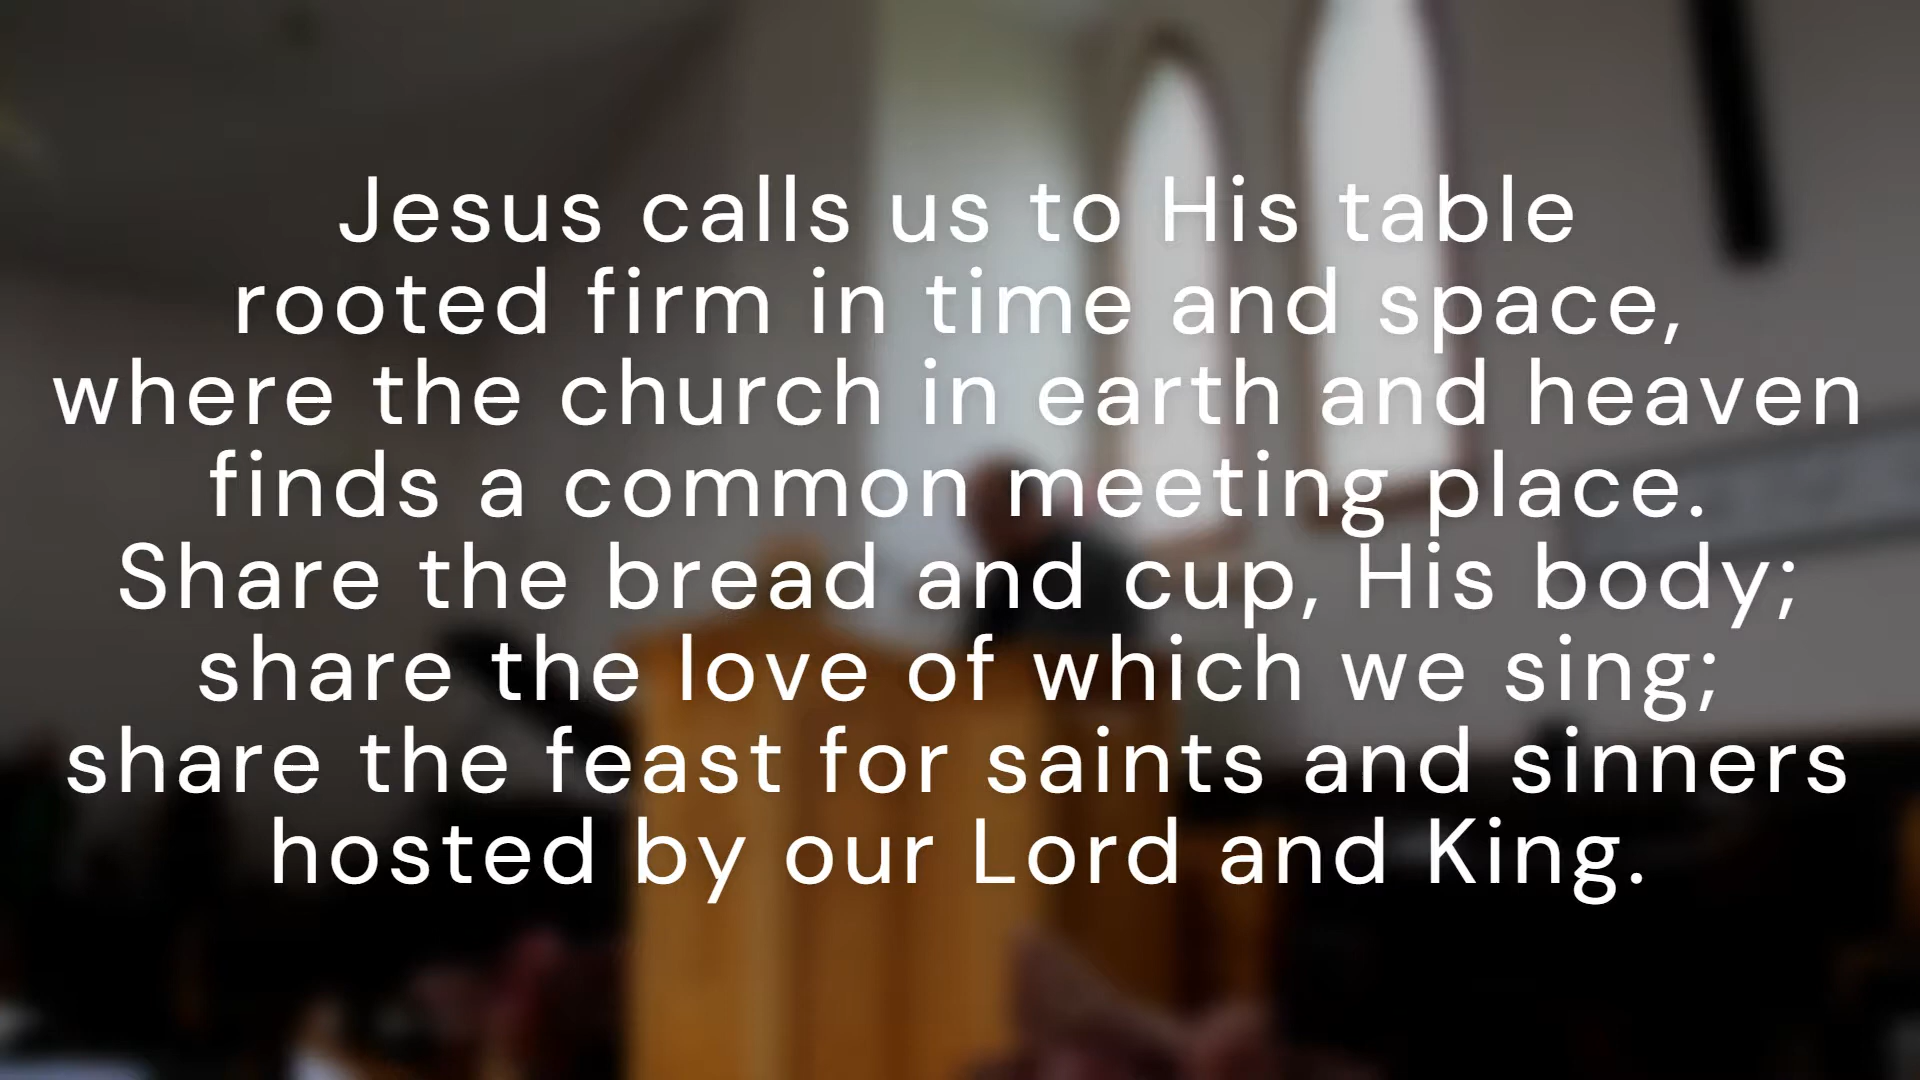 Jesus calls us to His table
rooted firm in time and space,
where the church in earth and heaven
finds a common meeting place.
Share the bread and cup, His body;
share the love of which we sing;
share the feast for saints and sinners
hosted by our Lord and King.